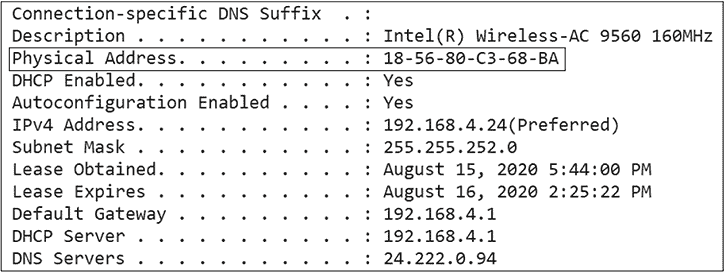 Connection-specific DNS Suffix . :
Description . . . . . . . . . . . : Intel(R) Wireless-AC 9560 160MHz
Physical Address. . . . . . . . . : 18-56-80-C3-68-BA
DHCP Enabled. . . . . . . . . . . : Yes
Autoconfiguration Enabled . . . . : Yes
IPv4 Address. . . . . . . . . . . : 192.168.4.24(Preferred)
Subnet Mask . . . . . . . . . . . : 255.255.252.0
Lease Obtained. . . . . . . . . . : August 15, 2020 5:44:00 PM
Lease Expires . . . . . . . . . . : August 16, 2020 2:25:22 PM
Default Gateway . . . . . . . . . : 192.168.4.1
DHCP Server . . . . . . . . . . . : 192.168.4.1
DNS Servers . . . . . . . . . . . : 24.222.0.94